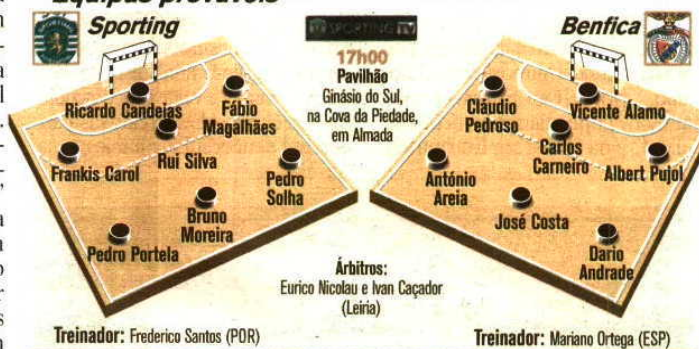 Equipas prováveis
Sporting
SPORTING TV
Benfica
17h00
Pavilhão
Ginásio do Sul,
na Cova da Piedade,
em Almada
Ricardo Candeias
Fábio
Magalhães
Frankis Carol
Rui Silva
Pedro
Solha
Bruno
Moreira
Pedro Portela
Cláudio
Pedroso
Vicente Álamo
Carlos
Carneiro
Albert Pujol
António
Areia
José Costa
Dario
Andrade
Árbitros:
Eurico Nicolau e Ivan Caçador
(Leiria)
Treinador: Frederico Santos (POR)
Treinador: Mariano Ortega (ESP)